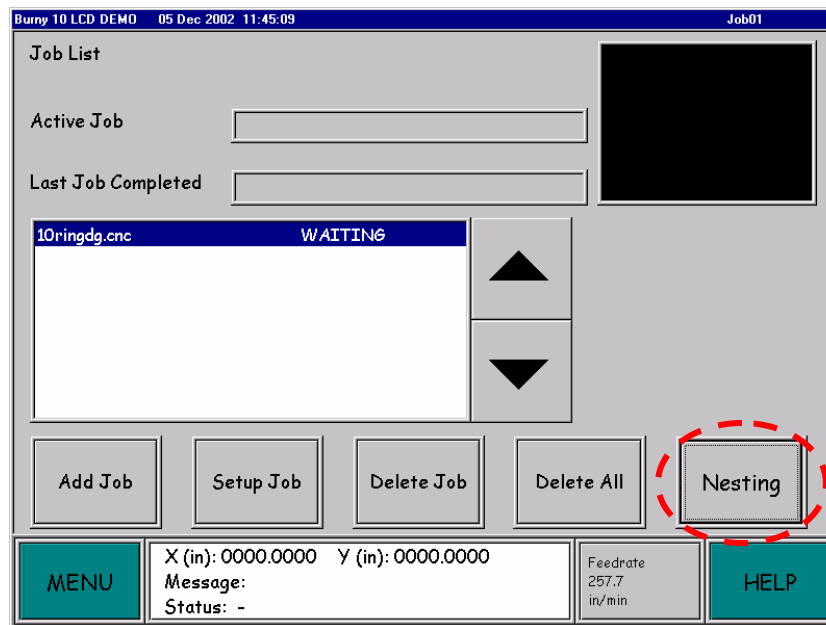 Burny 10 LCD DEMO 05 Dec 2002 11:45:09 Job01
Job List
Active Job
Last Job Completed
10ringdg.cnc WAITING
Add Job Setup Job Delete Job Delete All Nesting
MENU
X (in): 0000.0000 Y (in): 0000.0000
Message:
Status: -
Feedrate
257.7
in/min
HELP